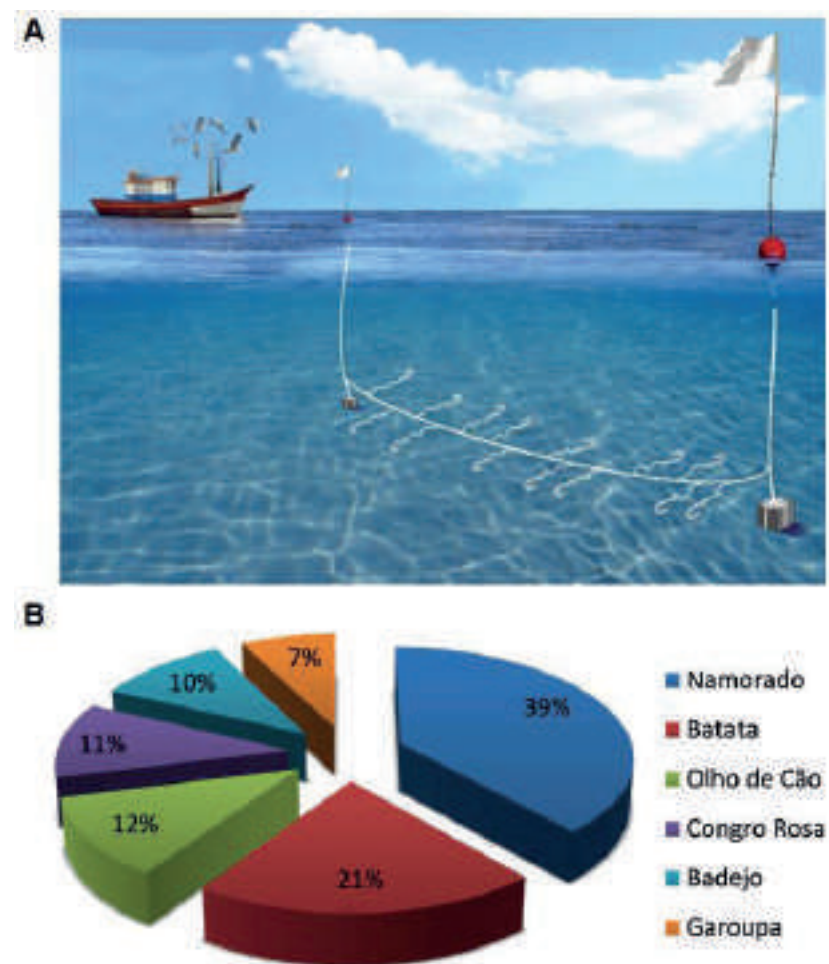 A
B
7%
10%
39%
11%
12%
21%
Namorado
Batata
Olho de Cão
Congro Rosa
Badejo
Garoupa